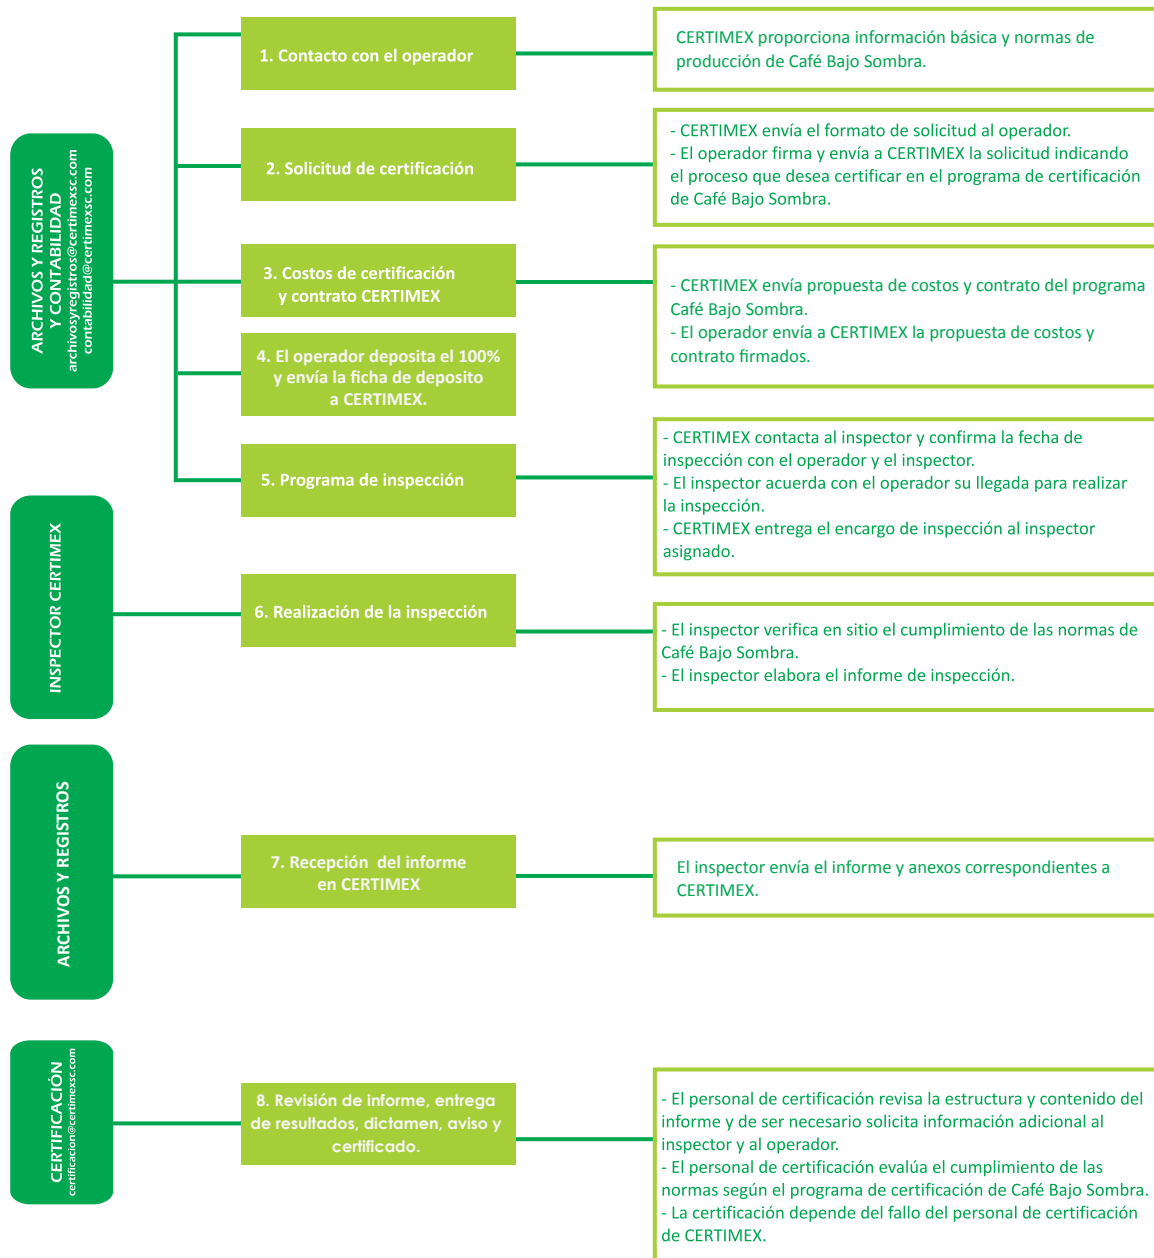 ARCHIVOS Y REGISTROS
Y CONTABILIDAD
archivosyregistros@certimexsc.com
contabilidad@certimexsc.com
1. Contacto con el operador
CERTIMEX proporciona información básica y normas de
producción de Café Bajo Sombra.
2. Solicitud de certificación
- CERTIMEX envía el formato de solicitud al operador.
- El operador firma y envía a CERTIMEX la solicitud indicando
el proceso que desea certificar en el programa de certificación
de Café Bajo Sombra.
3. Costos de certificación
y contrato CERTIMEX
- CERTIMEX envía propuesta de costos y contrato del programa
Café Bajo Sombra.
- El operador envía a CERTIMEX la propuesta de costos y
contrato firmados.
4. El operador deposita el 100%
y envía la ficha de deposito
a CERTIMEX.
5. Programa de inspección
- CERTIMEX contacta al inspector y confirma la fecha de
inspección con el operador y el inspector.
- El inspector acuerda con el operador su llegada para realizar
la inspección.
- CERTIMEX entrega el encargo de inspección al inspector
asignado.
INSPECTOR CERTIMEX
6. Realización de la inspección
- El inspector verifica en sitio el cumplimiento de las normas de
Café Bajo Sombra.
- El inspector elabora el informe de inspección.
ARCHIVOS Y REGISTROS
7. Recepción del informe
en CERTIMEX
El inspector envía el informe y anexos correspondientes a
CERTIMEX.
CERTIFICACIÓN
certificacion@certimexsc.com
8. Revisión de informe, entrega
de resultados, dictamen, aviso y
certificado.
- El personal de certificación revisa la estructura y contenido del
informe y de ser necesario solicita información adicional al
inspector y al operador.
- El personal de certificación evalúa el cumplimiento de las
normas según el programa de certificación de Café Bajo Sombra.
- La certificación depende del fallo del personal de certificación
de CERTIMEX.